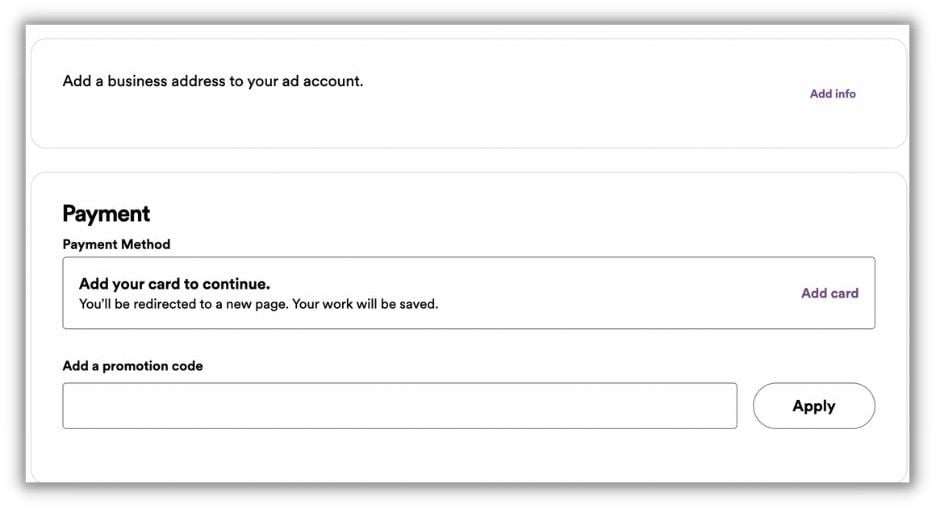 Add a business address to your ad account.
Add info
Payment
Payment Method
Add your card to continue.
You'll be redirected to a new page. Your work will be saved.
Add card
Add a promotion code
Apply